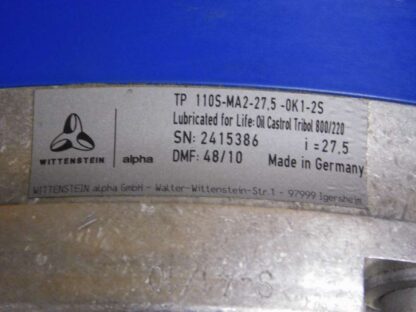 TP 110S-MA2-27,5 -0K1-2S
Lubricated for Life: Oil Castrol Tribol 800/220
SN: 2415386 i = 27,5
DMF: 48/10 Made in Germany
WITTENSTEIN alpha
WITTENSTEIN alpha GmbH - Walter-Wittenstein-Str.1 - 97999 Igersheim